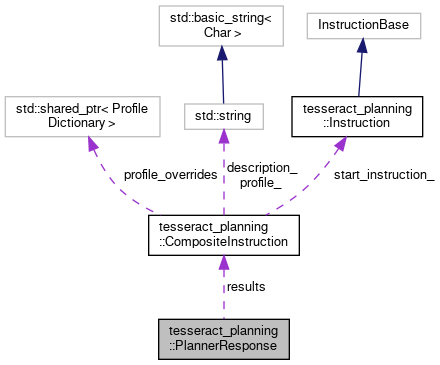 std::basic_string<
Char >
InstructionBase
std::shared_ptr< Profile
Dictionary >
std::string
tesseract_planning
::Instruction
profile_overrides
description_
profile_
start_instruction_
tesseract_planning
::CompositeInstruction
results
tesseract_planning
::PlannerResponse